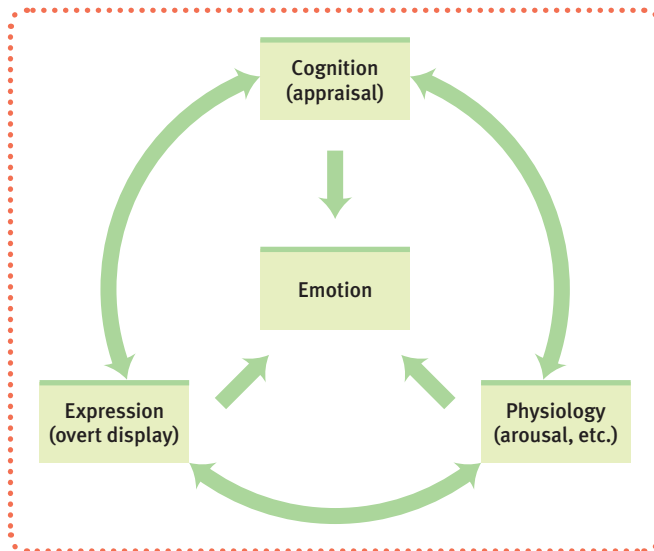 Cognition
(appraisal)
Emotion
Expression
(overt display)
Physiology
(arousal, etc.)